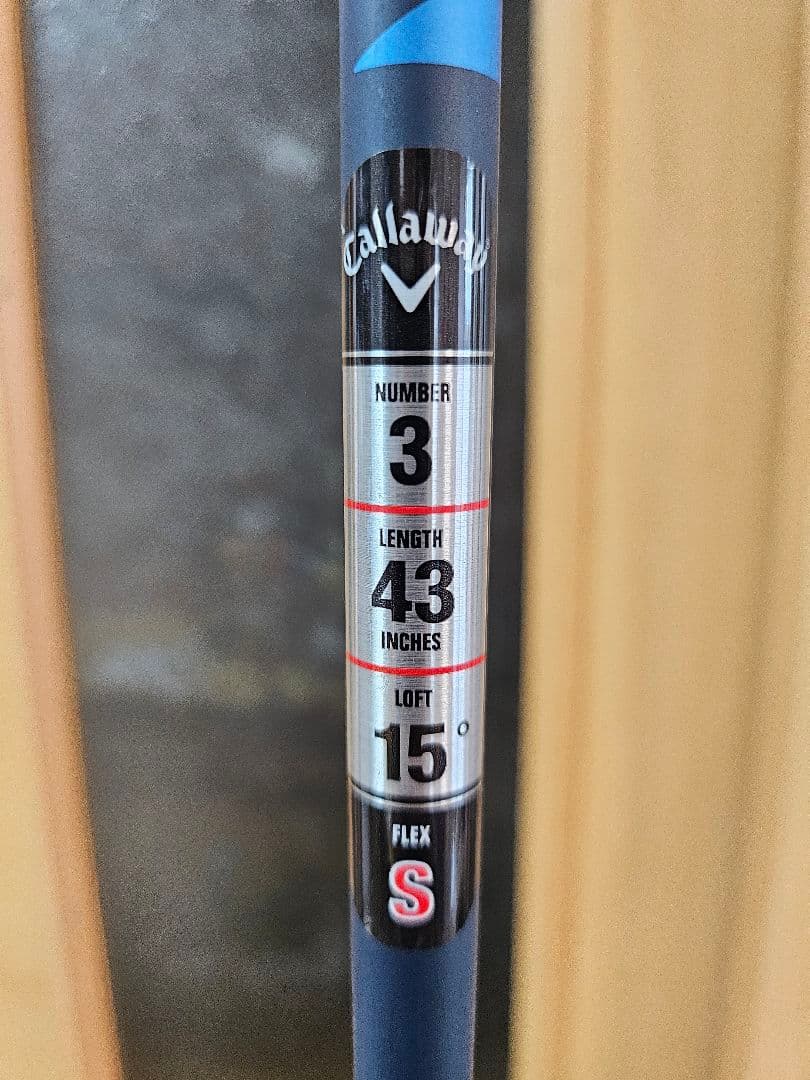 Callaway
NUMBER
3
LENGTH
43
INCHES
LOFT
15°
FLEX
S